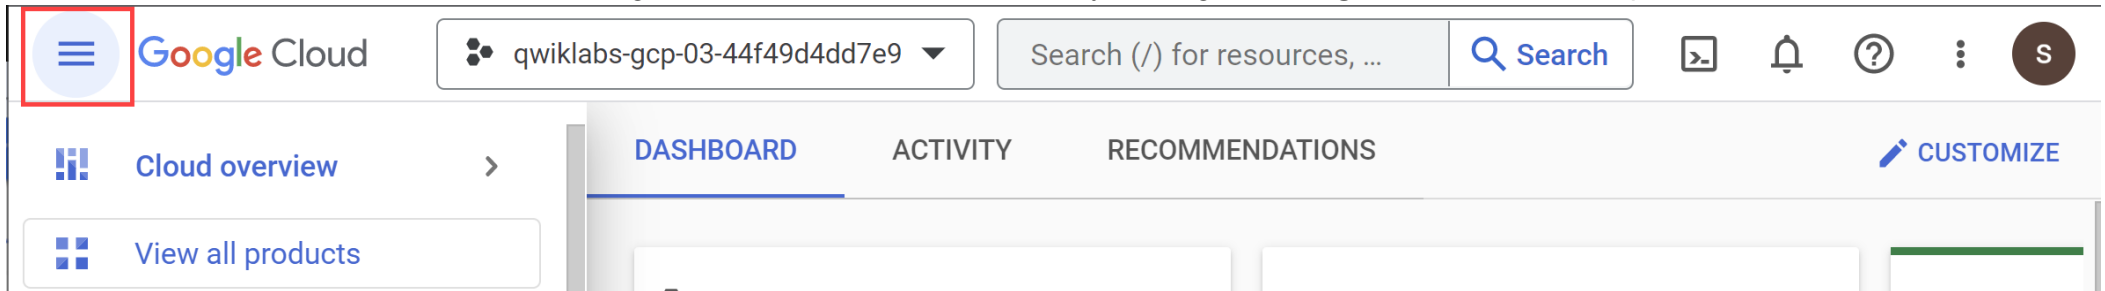 Google Cloud
qwiklabs-gcp-03-44f49d4dd7e9
Search (/) for resources, ...
Search
S
Cloud overview
DASHBOARD
ACTIVITY
RECOMMENDATIONS
CUSTOMIZE
View all products